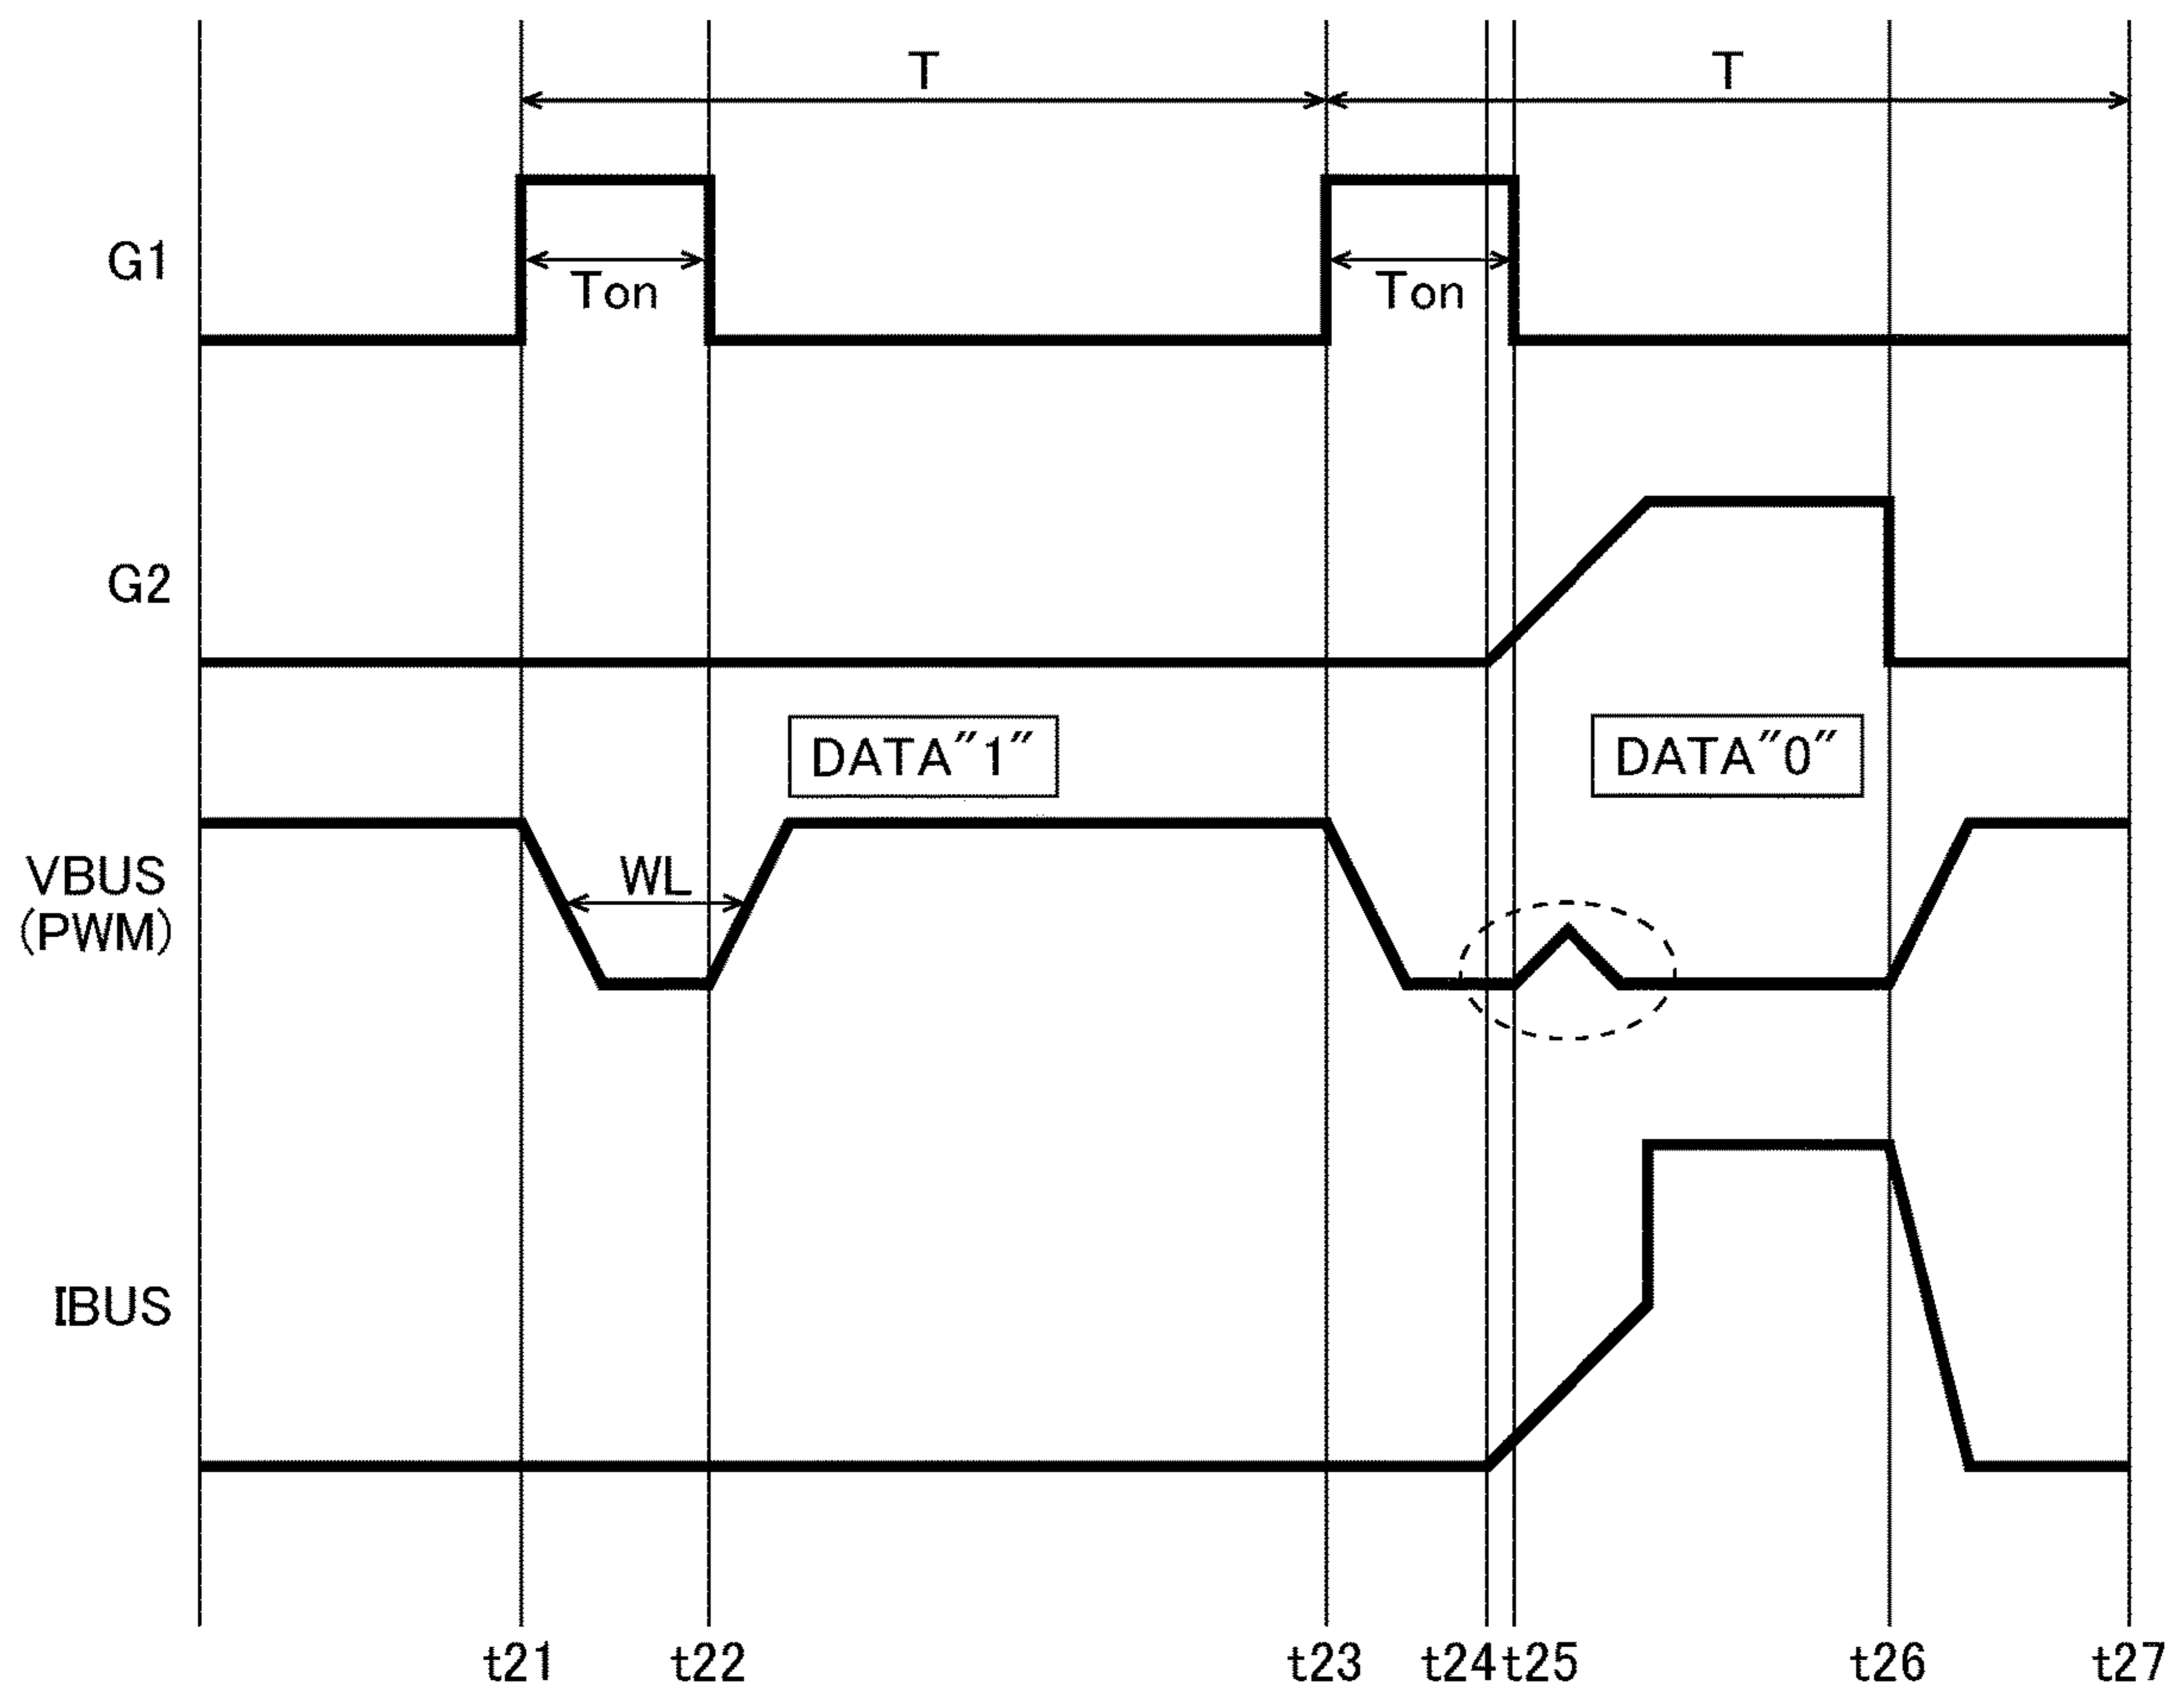 T T
G1
Ton Ton
G2
DATA"1" DATA"0"
VBUS
(PWM)
WL
IBUS
t21 t22 t23 t24 t25 t26 t27